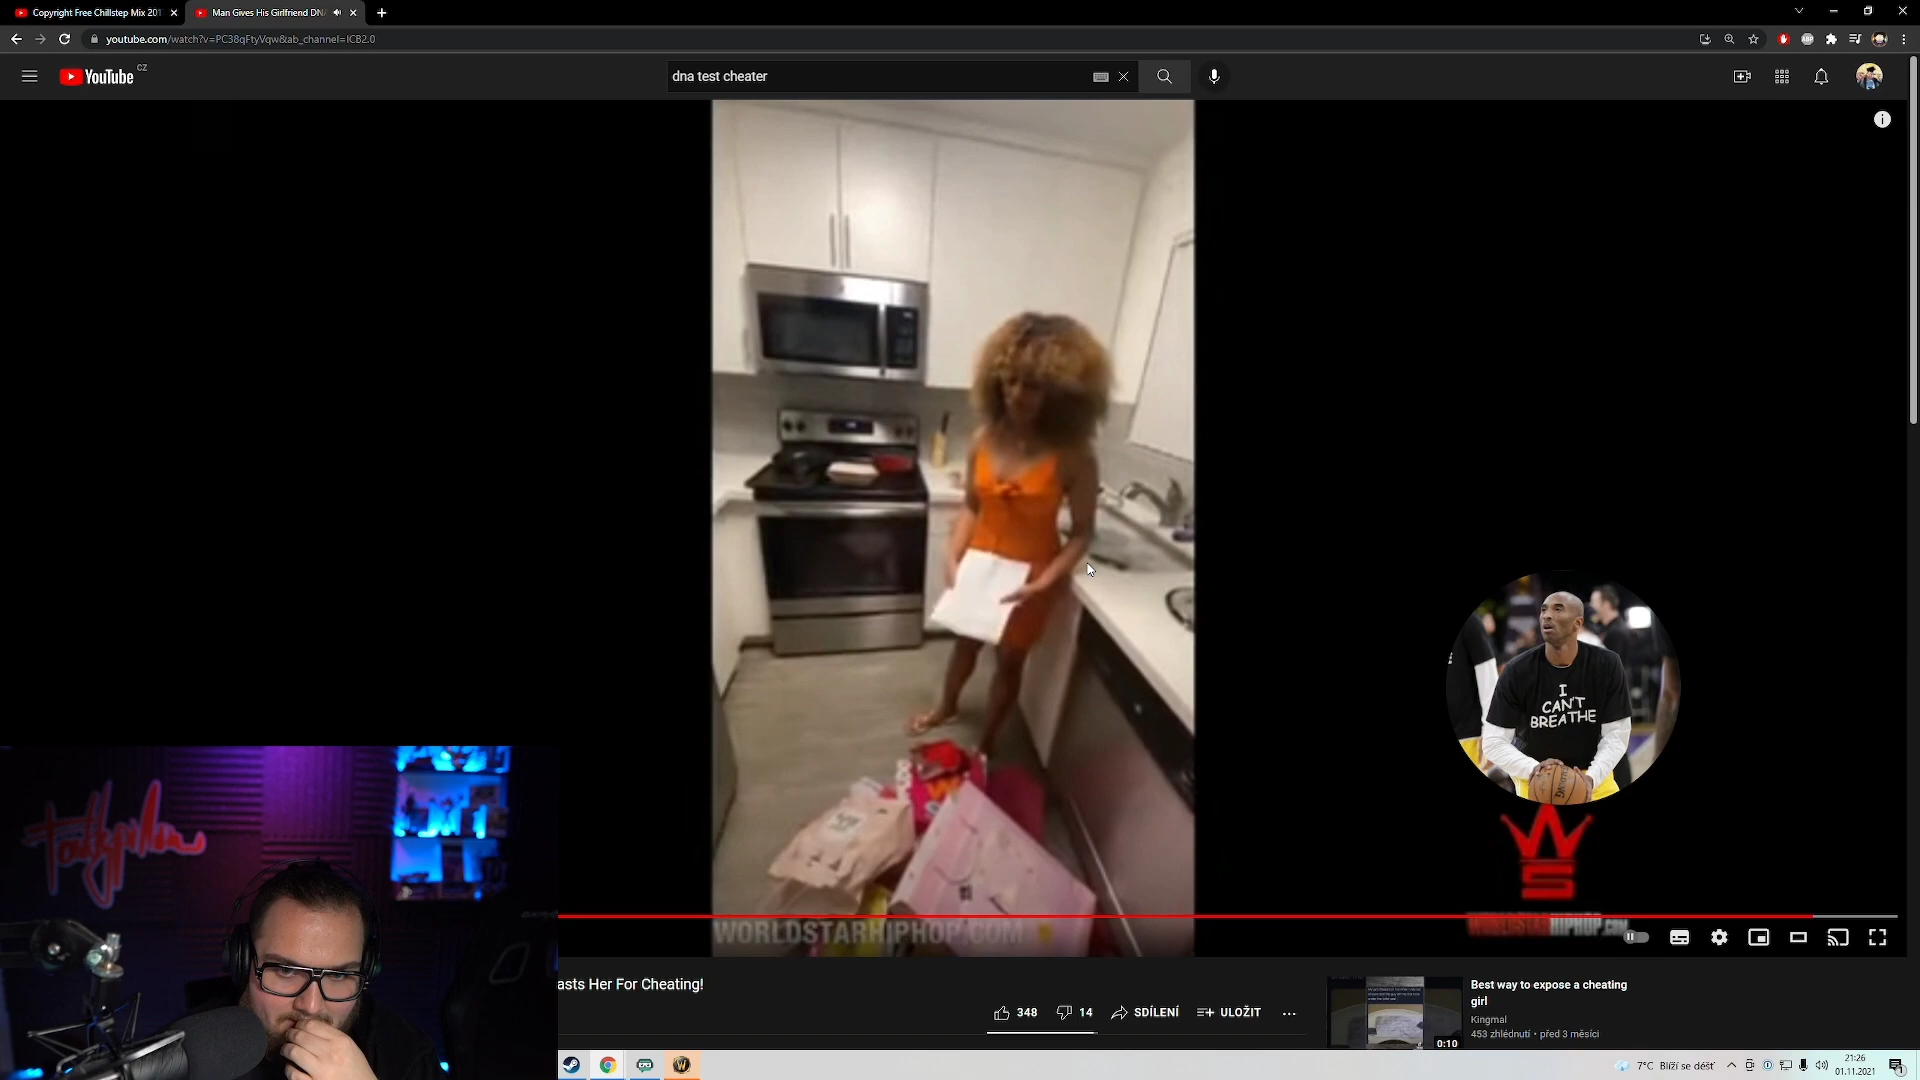 Copyright Free Chillstep Mix 201
Man Gives His Girlfriend DN
youtube.com/watch?v=PC38qFtyVqw&ab_channel=ICB2.0
YouTube CZ
dna test cheater
I
CAN'T
BREATHE
WORLDSTARHIPHOP.COM
WORLDSTARHIPHOP.COM
asts Her For Cheating!
348
14
SDÍLENÍ
ULOŽIT
Best way to expose a cheating
girl
Kingmal
453 zhlédnutí • před 3 měsíci
0:10
7°C Blíží se déšť
21:26
01.11.2021